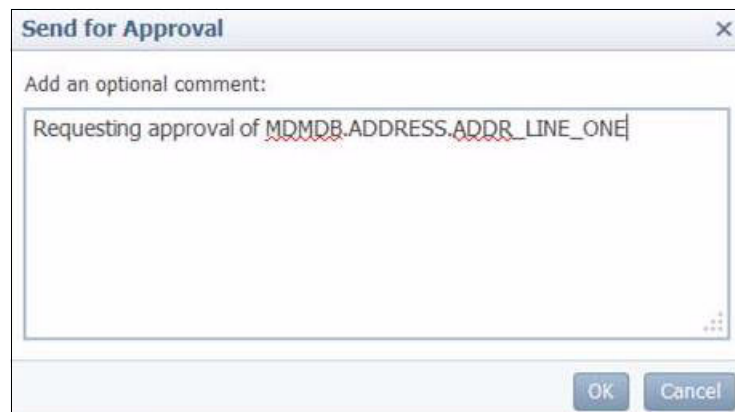 Send for Approval
Add an optional comment:
Requesting approval of MDMDB.ADDRESS.ADDR_LINE_ONE
OK Cancel